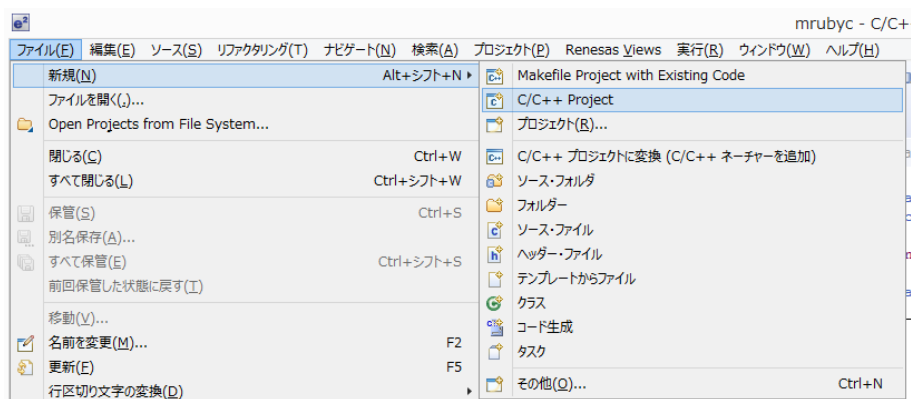 e²
mrubyc - C/C+
ファイル(F) 編集(E) ソース(S) リファクタリング(T) ナビゲート(N) 検索(A) プロジェクト(P) Renesas Views 実行(R) ウィンドウ(W) ヘルプ(H)
新規(N) Alt+シフト+N
ファイルを開く(.)...
Open Projects from File System...
閉じる(C) Ctrl+W
すべて閉じる(L) Ctrl+シフト+W
保管(S) Ctrl+S
別名保存(A)...
すべて保管(E) Ctrl+シフト+S
前回保管した状態に戻す(T)
移動(V)...
名前を変更(M)... F2
更新(F) F5
行区切り文字の変換(D)
Makefile Project with Existing Code
C/C++ Project
プロジェクト(R)...
C/C++ プロジェクトに変換 (C/C++ ネーチャーを追加)
ソース・フォルダ
フォルダー
ソース・ファイル
ヘッダー・ファイル
テンプレートからファイル
クラス
コード生成
タスク
その他(O)... Ctrl+N